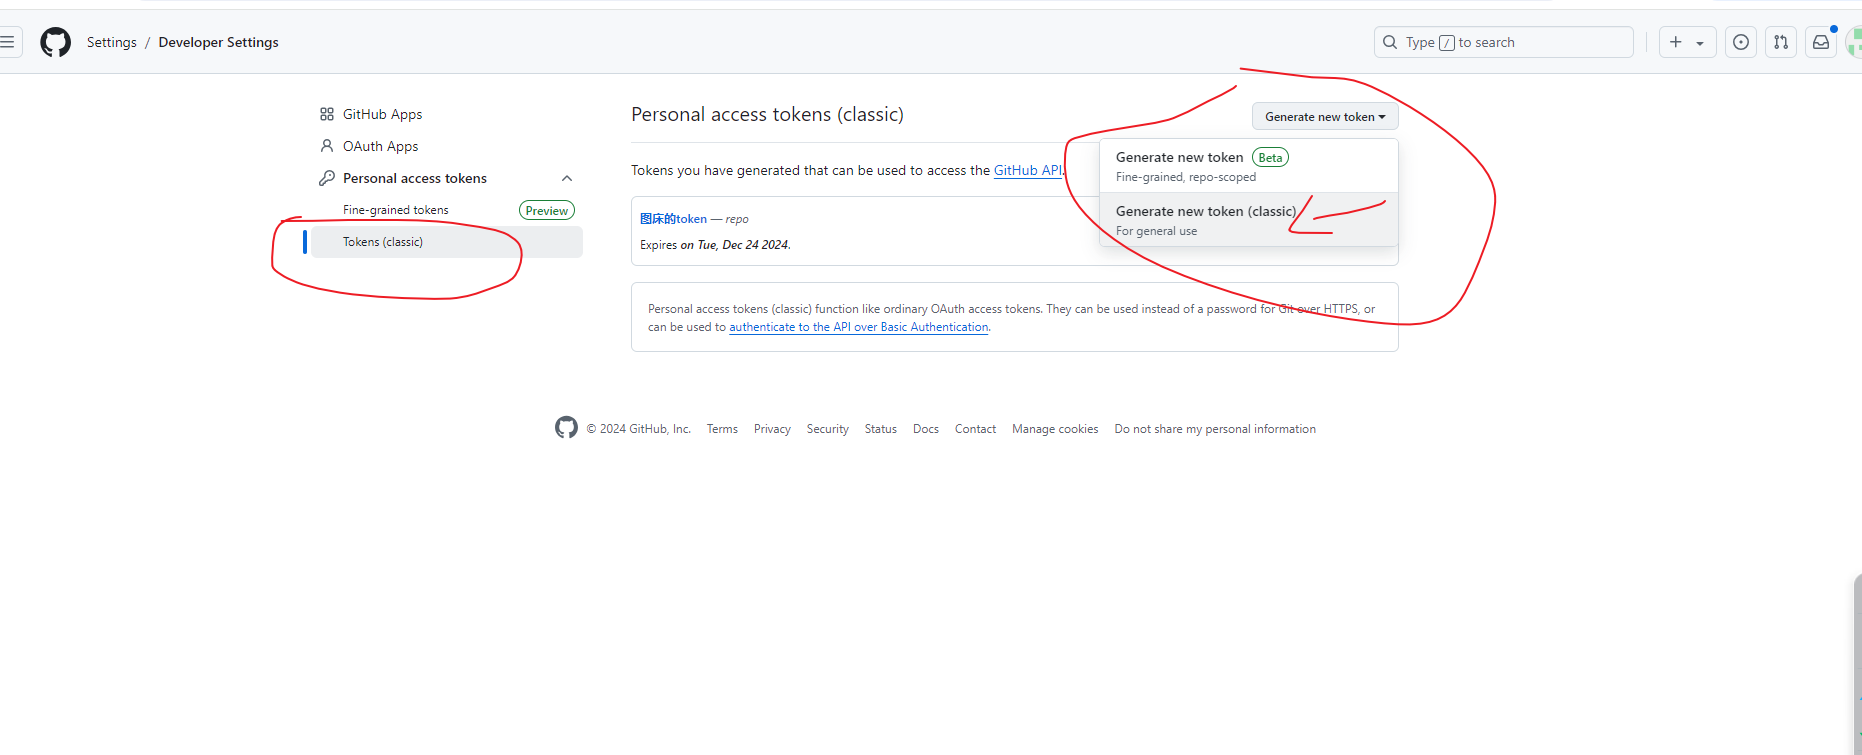 Settings / Developer Settings
Type / to search
GitHub Apps
OAuth Apps
Personal access tokens
Fine-grained tokens Preview
Tokens (classic)
Personal access tokens (classic)
Generate new token
Generate new token Beta
Fine-grained, repo-scoped
Generate new token (classic)
For general use
Tokens you have generated that can be used to access the GitHub API.
图床的token — repo
Expires on Tue, Dec 24 2024.
Personal access tokens (classic) function like ordinary OAuth access tokens. They can be used instead of a password for Git over HTTPS, or
can be used to authenticate to the API over Basic Authentication.
© 2024 GitHub, Inc. Terms Privacy Security Status Docs Contact Manage cookies Do not share my personal information